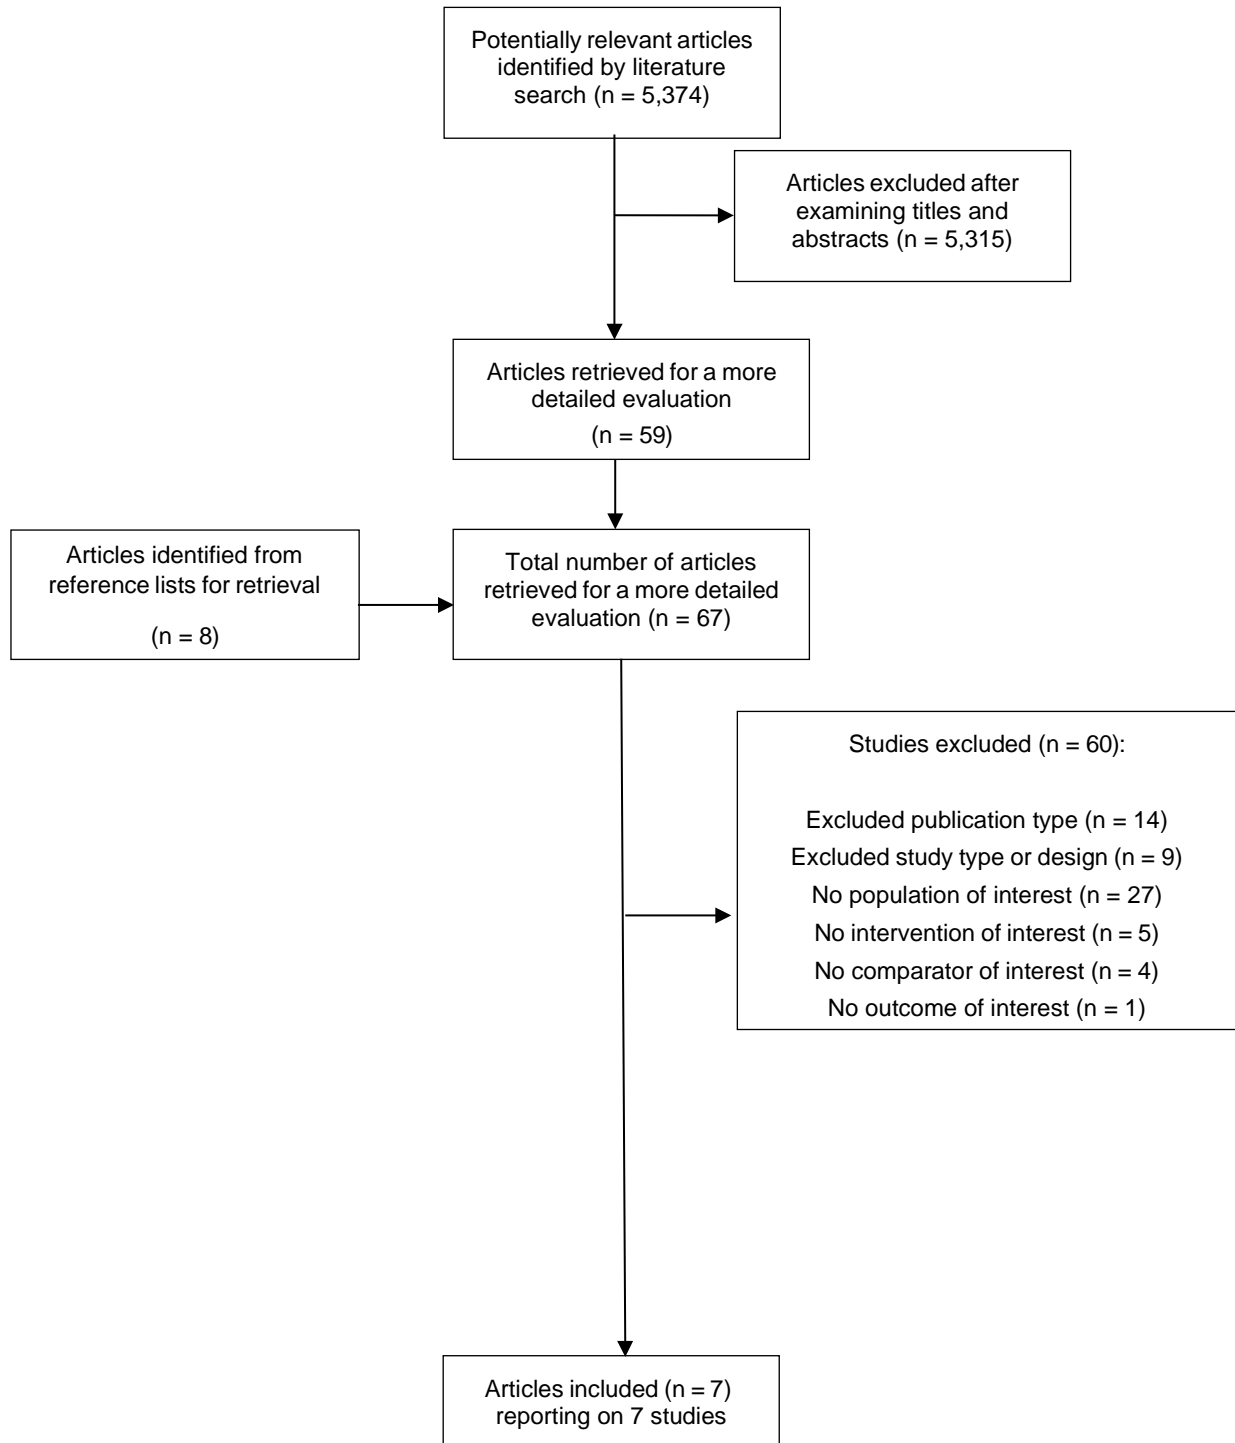 Potentially relevant articles
identified by literature
search (n = 5,374)
Articles excluded after
examining titles and
abstracts (n = 5,315)
Articles retrieved for a more
detailed evaluation
(n = 59)
Articles identified from
reference lists for retrieval
(n = 8)
Total number of articles
retrieved for a more detailed
evaluation (n = 67)
Studies excluded (n = 60):
Excluded publication type (n = 14)
Excluded study type or design (n = 9)
No population of interest (n = 27)
No intervention of interest (n = 5)
No comparator of interest (n = 4)
No outcome of interest (n = 1)
Articles included (n = 7)
reporting on 7 studies